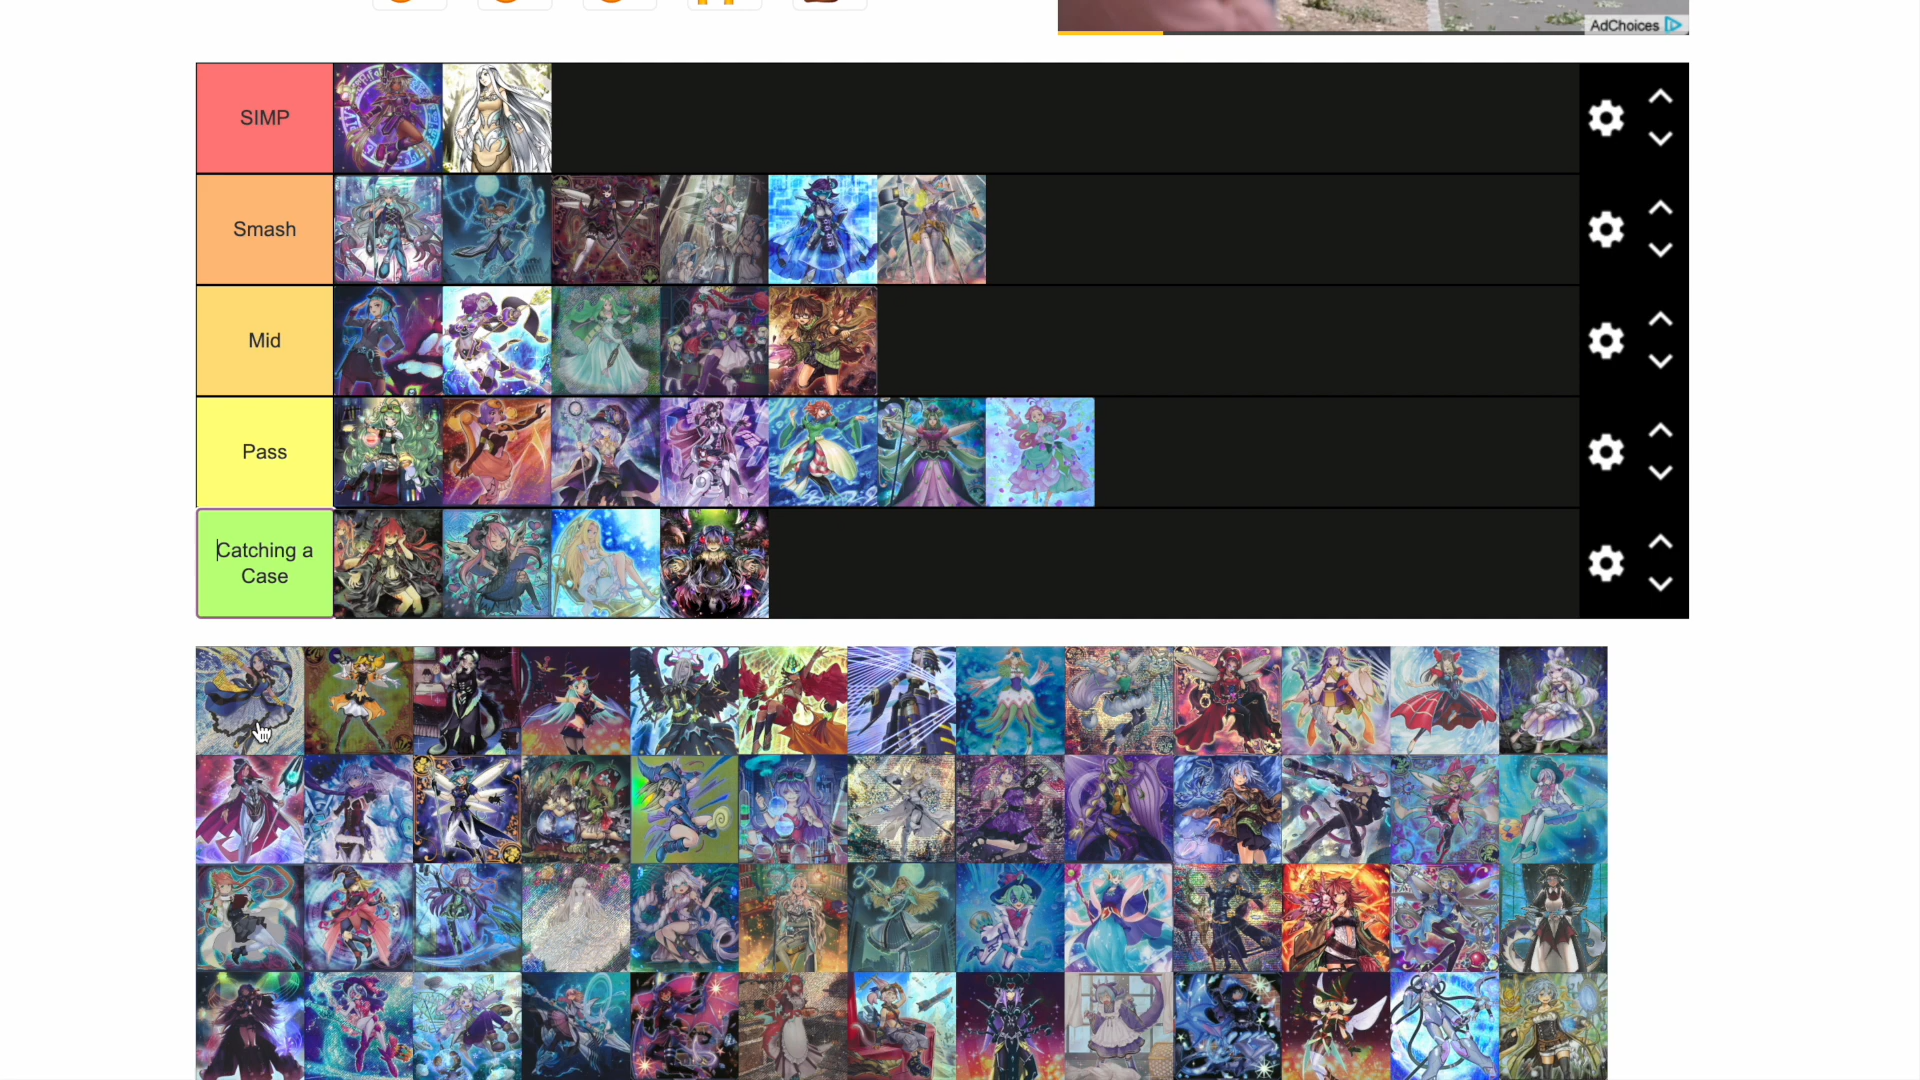 AdChoices
SIMP
Smash
Mid
Pass
Catching a
Case